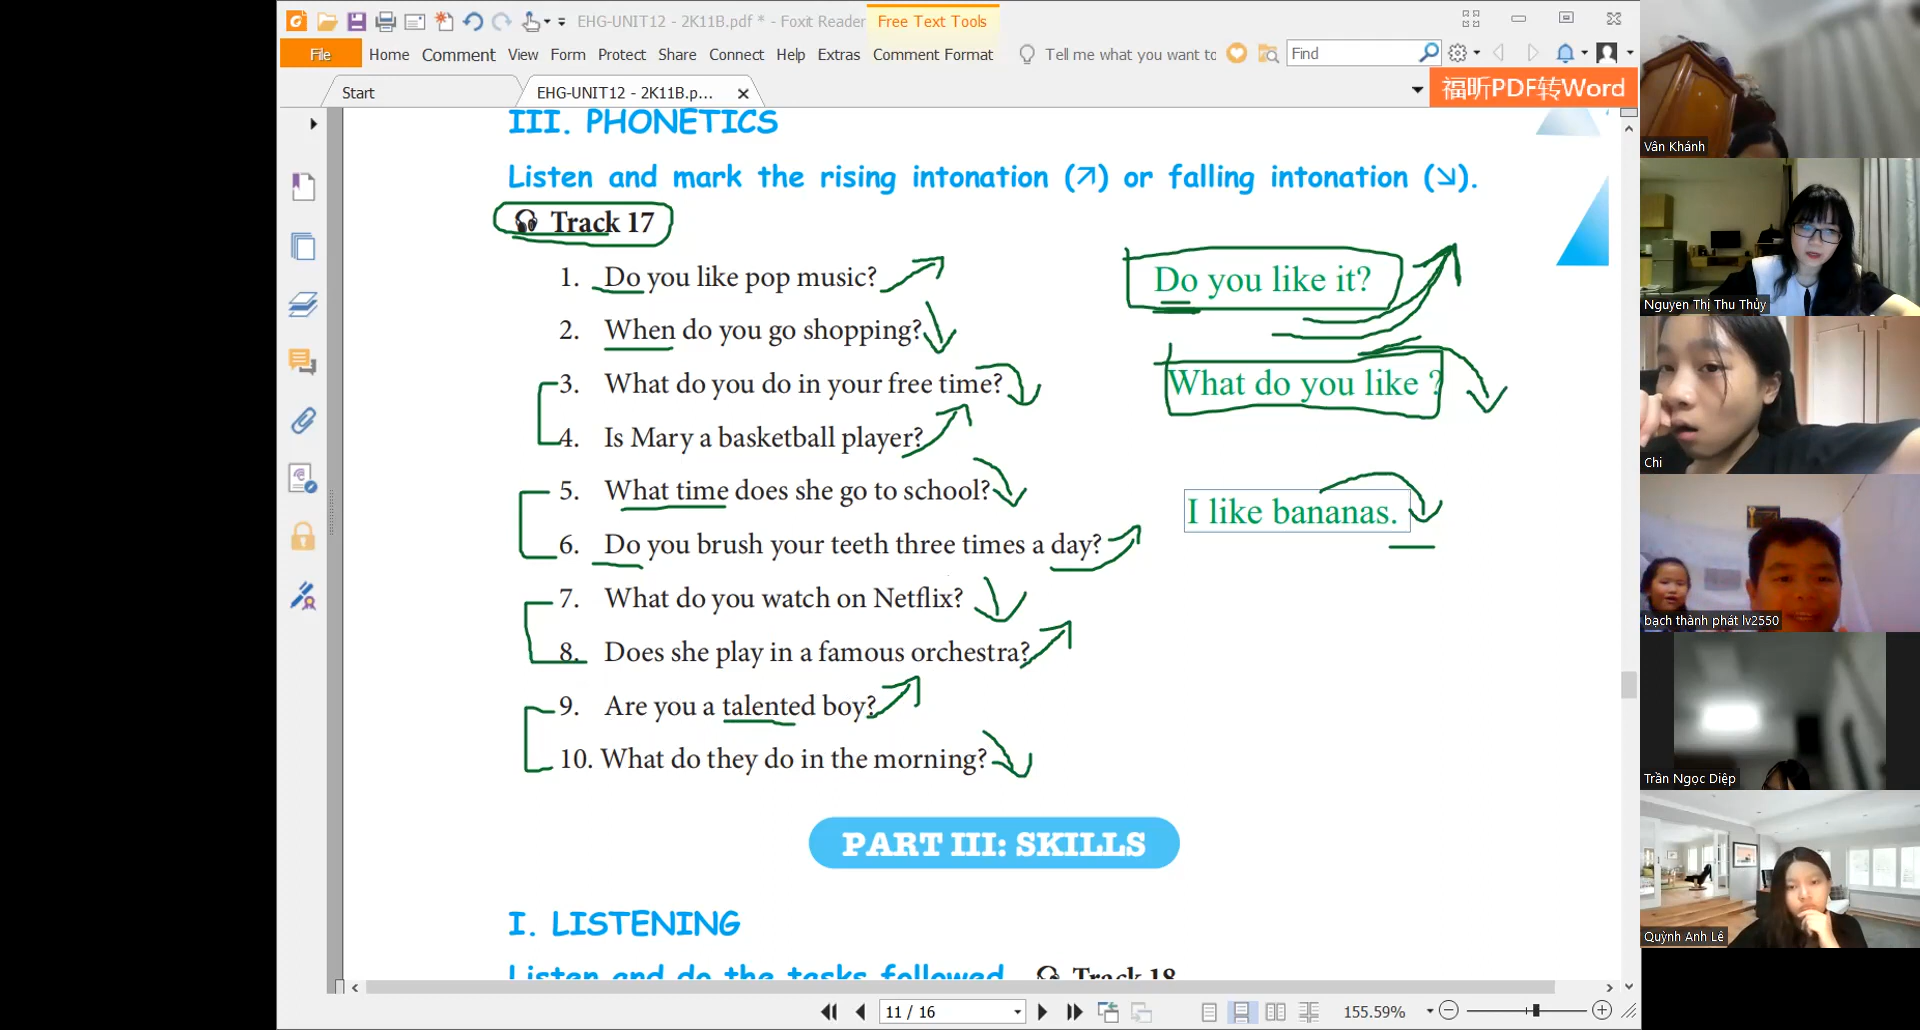 EHG-UNIT12 - 2K11B.pdf * - Foxit Reader
Free Text Tools
File Home Comment View Form Protect Share Connect Help Extras Comment Format Tell me what you want to Find
Start EHG-UNIT12 - 2K11B.p...
福昕PDF转Word
III. PHONETICS
Listen and mark the rising intonation (↗) or falling intonation (↘).
Track 17
1. Do you like pop music?
2. When do you go shopping?
3. What do you do in your free time?
4. Is Mary a basketball player?
5. What time does she go to school?
6. Do you brush your teeth three times a day?
7. What do you watch on Netflix?
8. Does she play in a famous orchestra?
9. Are you a talented boy?
10. What do they do in the morning?
Do you like it?
What do you like ?
I like bananas.
PART III: SKILLS
I. LISTENING
Listen and do the tasks followed Track 18
11 / 16
155.59%
Vân Khánh
Nguyen Thị Thu Thủy
Chi
bạch thành phát lv2550
Trần Ngọc Diệp
Quỳnh Anh Lê